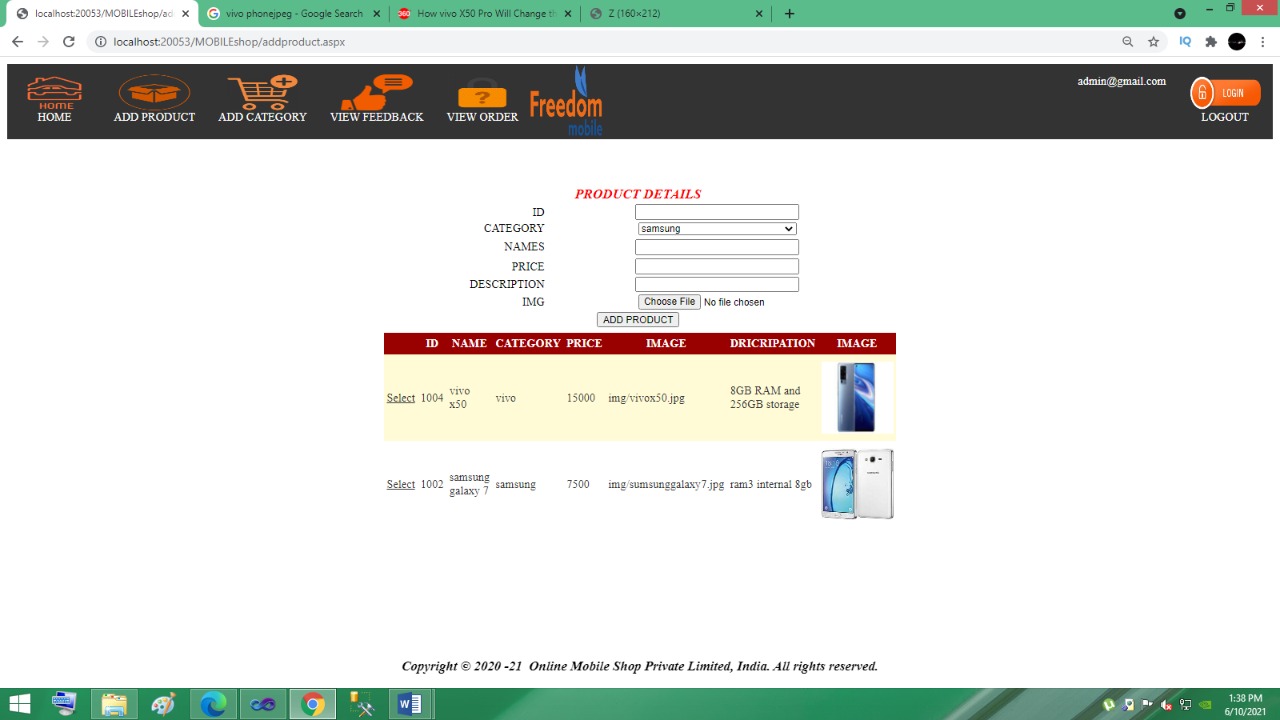 localhost:20053/MOBILEshop/ad
vivo phonejpeg - Google Search
360 How vivo X50 Pro Will Change th
Z (160×212)
localhost:20053/MOBILEshop/addproduct.aspx
IQ
HOME
HOME
ADD PRODUCT
ADD CATEGORY
VIEW FEEDBACK
?
VIEW ORDER
Freedom
mobile
admin@gmail.com
LOGIN
LOGOUT
PRODUCT DETAILS
ID
CATEGORY samsung
NAMES
PRICE
DESCRIPTION
IMG Choose File No file chosen
ADD PRODUCT
ID NAME CATEGORY PRICE IMAGE DRICRIPATION IMAGE
Select 1004 vivo x50 vivo 15000 img/vivox50.jpg 8GB RAM and 256GB storage
Select 1002 samsung galaxy 7 samsung 7500 img/sumsunggalaxy7.jpg ram3 internal 8gb
Copyright © 2020 -21 Online Mobile Shop Private Limited, India. All rights reserved.
1:38 PM
6/10/2021